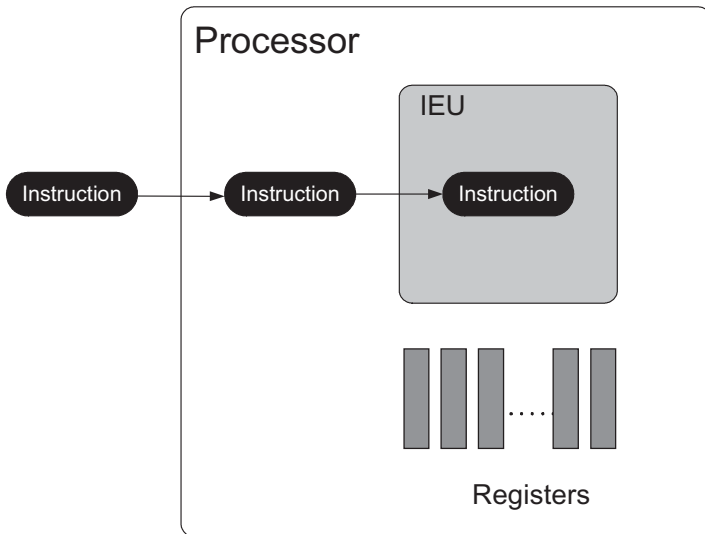 Processor
IEU
Instruction
Instruction
Instruction
.....
Registers